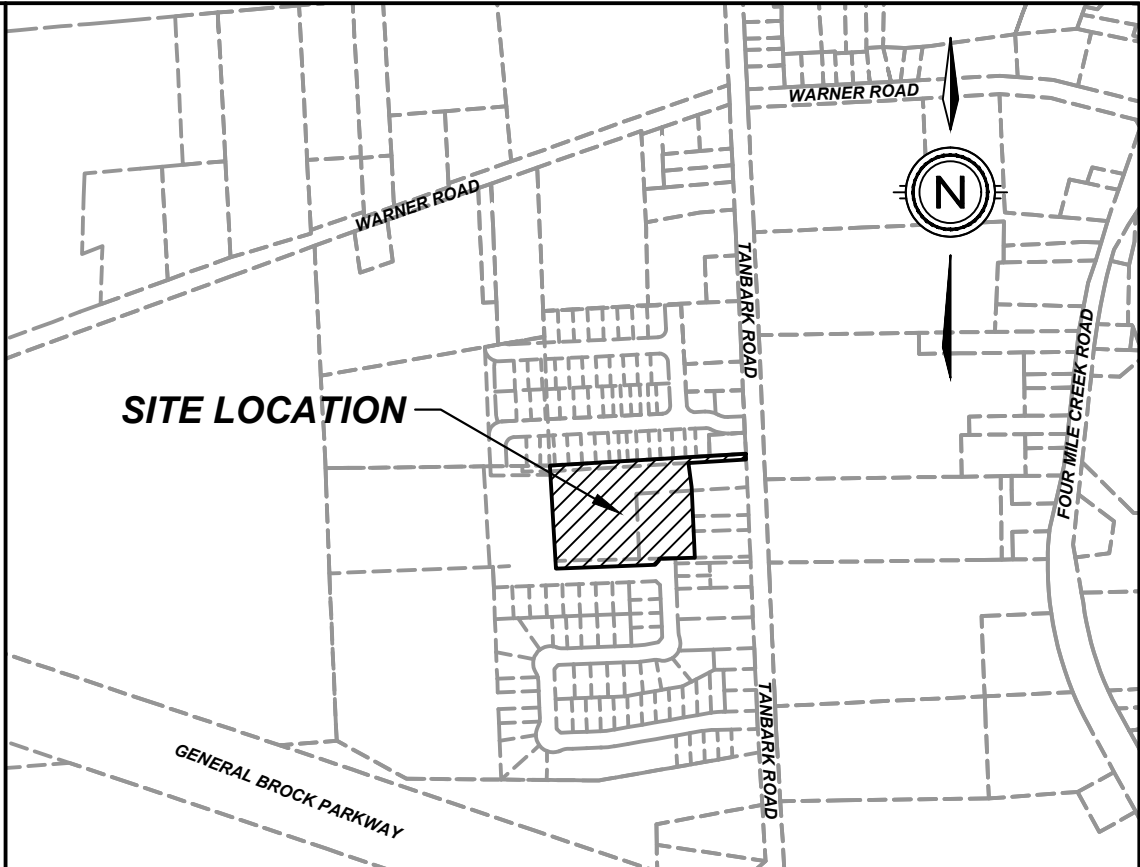 WARNER ROAD
WARNER ROAD
N
TANBARK ROAD
FOUR MILE CREEK ROAD
SITE LOCATION
TANBARK ROAD
GENERAL BROCK PARKWAY